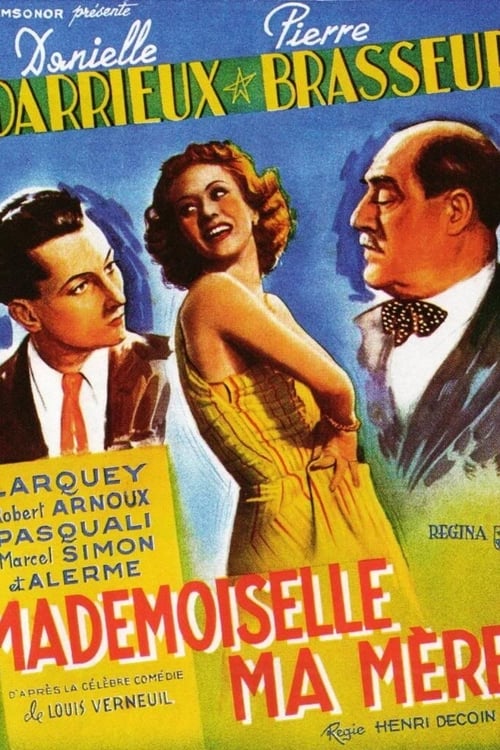 MSONOR présente
Danielle Pierre
DARRIEUX BRASSEUR
LARQUEY
Robert ARNOUX
PASQUALI
Marcel SIMON
et ALERME
REGINA
MADEMOISELLE
MA MÈRE
D'APRÈS LA CÉLÈBRE COMÉDIE
de LOUIS VERNEUIL
Regie HENRI DECOIN